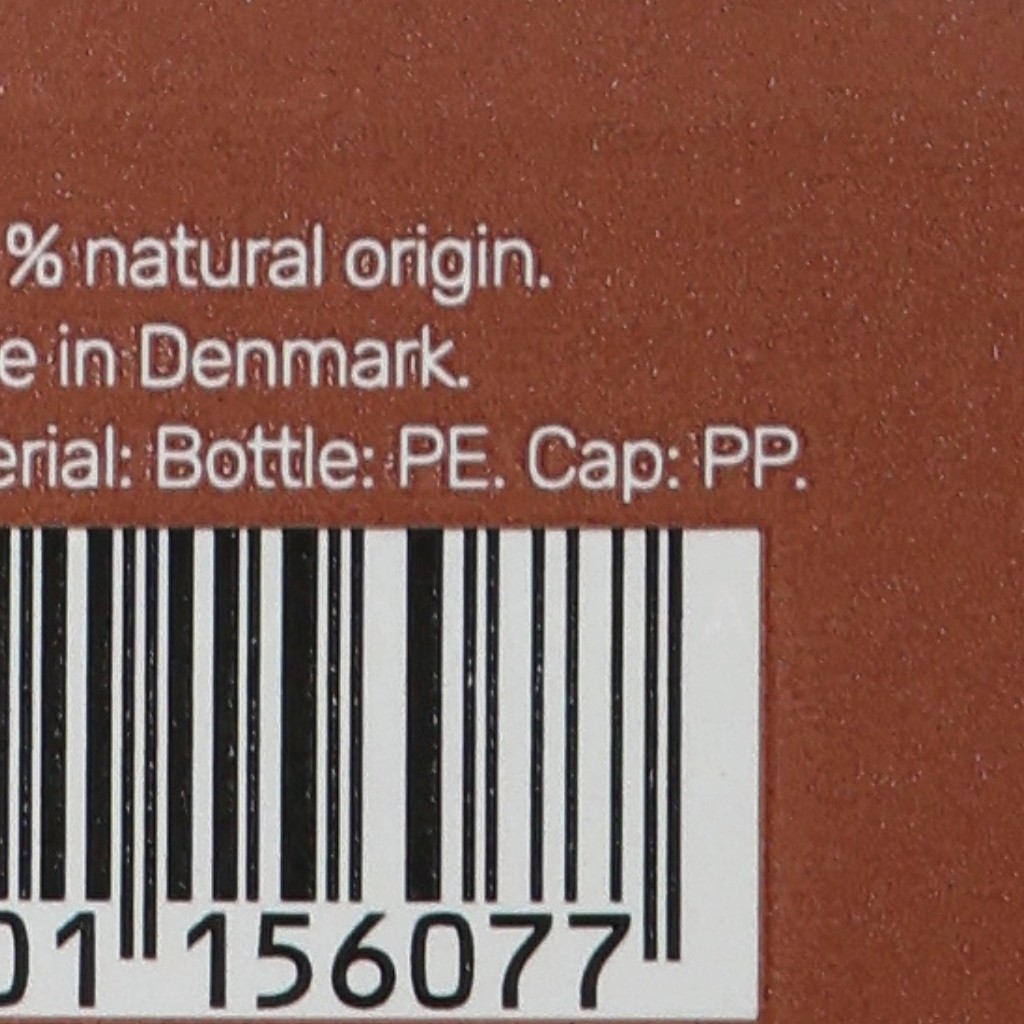 % natural origin.
e in Denmark.
erial: Bottle: PE. Cap: PP.
01 156077